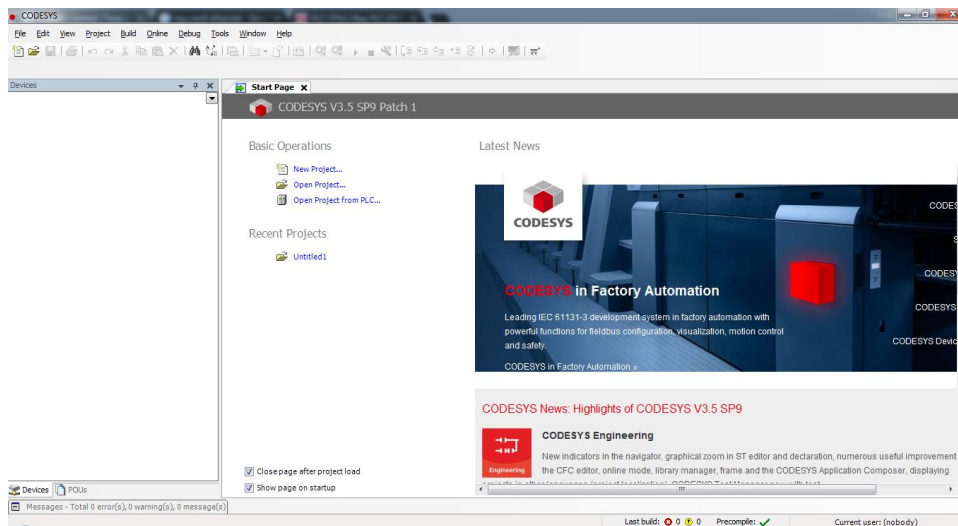 CODESYS
File Edit View Project Build Online Debug Tools Window Help
Devices
Start Page
CODESYS V3.5 SP9 Patch 1
Basic Operations
New Project...
Open Project...
Open Project from PLC...
Recent Projects
Untitled1
Latest News
CODESYS
CODESYS in Factory Automation
Leading IEC 61131-3 development system in factory automation with
powerful functions for fieldbus configuration, visualization, motion control
and safety.
CODESYS in Factory Automation »
CODES
S
CODESY
CODESYS
CODESYS Devic
CODESYS News: Highlights of CODESYS V3.5 SP9
Engineering
CODESYS Engineering
New indicators in the navigator, graphical zoom in ST editor and declaration, numerous useful improvement
the CFC editor, online mode, library manager, frame and the CODESYS Application Composer, displaying
Close page after project load
Show page on startup
Devices POUs
Messages - Total 0 error(s), 0 warning(s), 0 message(s)
Last build: 0 0 Precompile: Current user: (nobody)